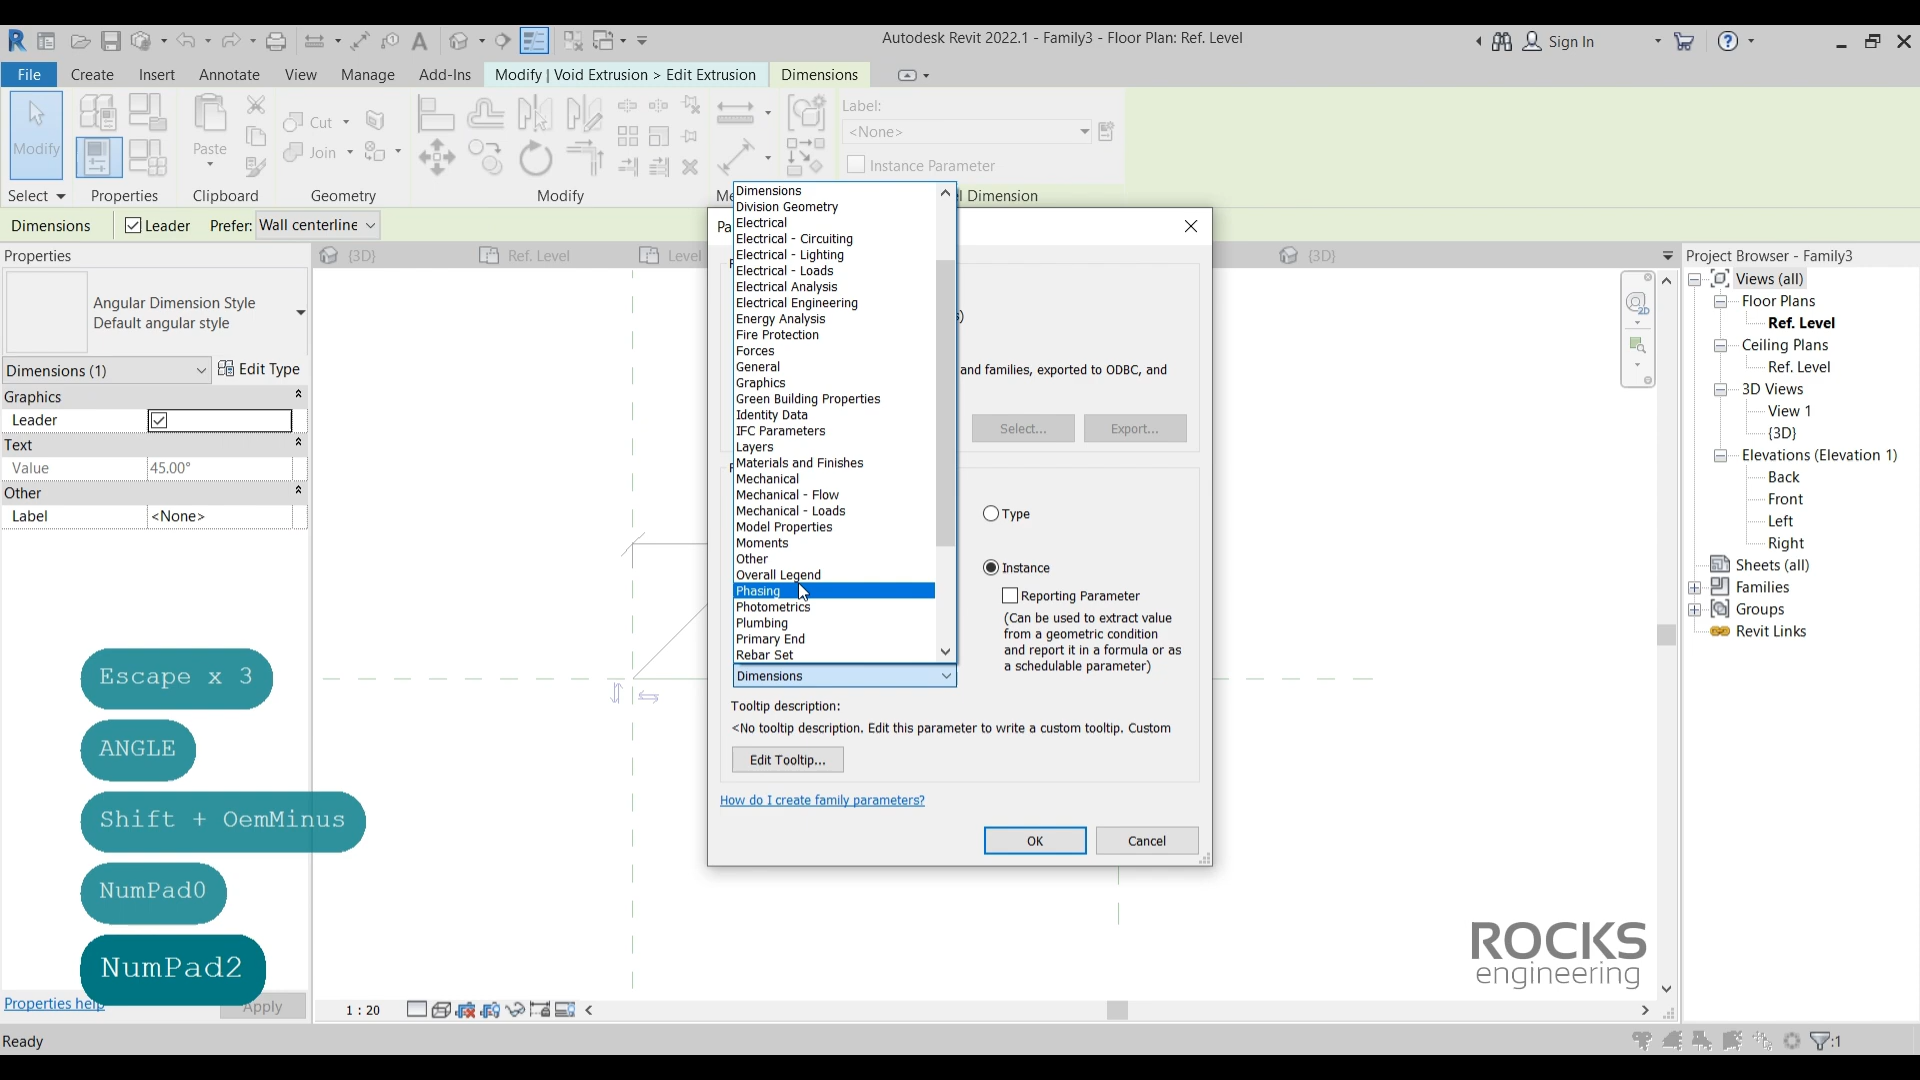 Autodesk Revit 2022.1 - Family3 - Floor Plan: Ref. Level
Sign In
File
Create
Insert
Annotate
View
Manage
Add-Ins
Modify | Void Extrusion > Edit Extrusion
Dimensions
Modify
Paste
Cut
Join
Label:
<None>
Instance Parameter
Select
Properties
Clipboard
Geometry
Modify
Dimension
Dimensions
Leader
Prefer:
Wall centerline
Properties
{3D}
Ref. Level
Level
{3D}
Project Browser - Family3
Angular Dimension Style
Default angular style
Dimensions (1)
Edit Type
Graphics
Leader
Text
Value
45.00°
Other
Label
<None>
Dimensions
Division Geometry
Electrical
Electrical - Circuiting
Electrical - Lighting
Electrical - Loads
Electrical Analysis
Electrical Engineering
Energy Analysis
Fire Protection
Forces
General
Graphics
Green Building Properties
Identity Data
IFC Parameters
Layers
Materials and Finishes
Mechanical
Mechanical - Flow
Mechanical - Loads
Model Properties
Moments
Other
Overall Legend
Phasing
Photometrics
Plumbing
Primary End
Rebar Set
Dimensions
and families, exported to ODBC, and
Select...
Export...
Type
Instance
Reporting Parameter
(Can be used to extract value
from a geometric condition
and report it in a formula or as
a schedulable parameter)
Tooltip description:
<No tooltip description. Edit this parameter to write a custom tooltip. Custom
Edit Tooltip...
How do I create family parameters?
OK
Cancel
2D
Views (all)
Floor Plans
Ref. Level
Ceiling Plans
Ref. Level
3D Views
View 1
{3D}
Elevations (Elevation 1)
Back
Front
Left
Right
Sheets (all)
Families
Groups
Revit Links
Escape x 3
ANGLE
Shift + OemMinus
NumPad0
NumPad2
Properties help
Apply
1 : 20
ROCKS
engineering
Ready
:1